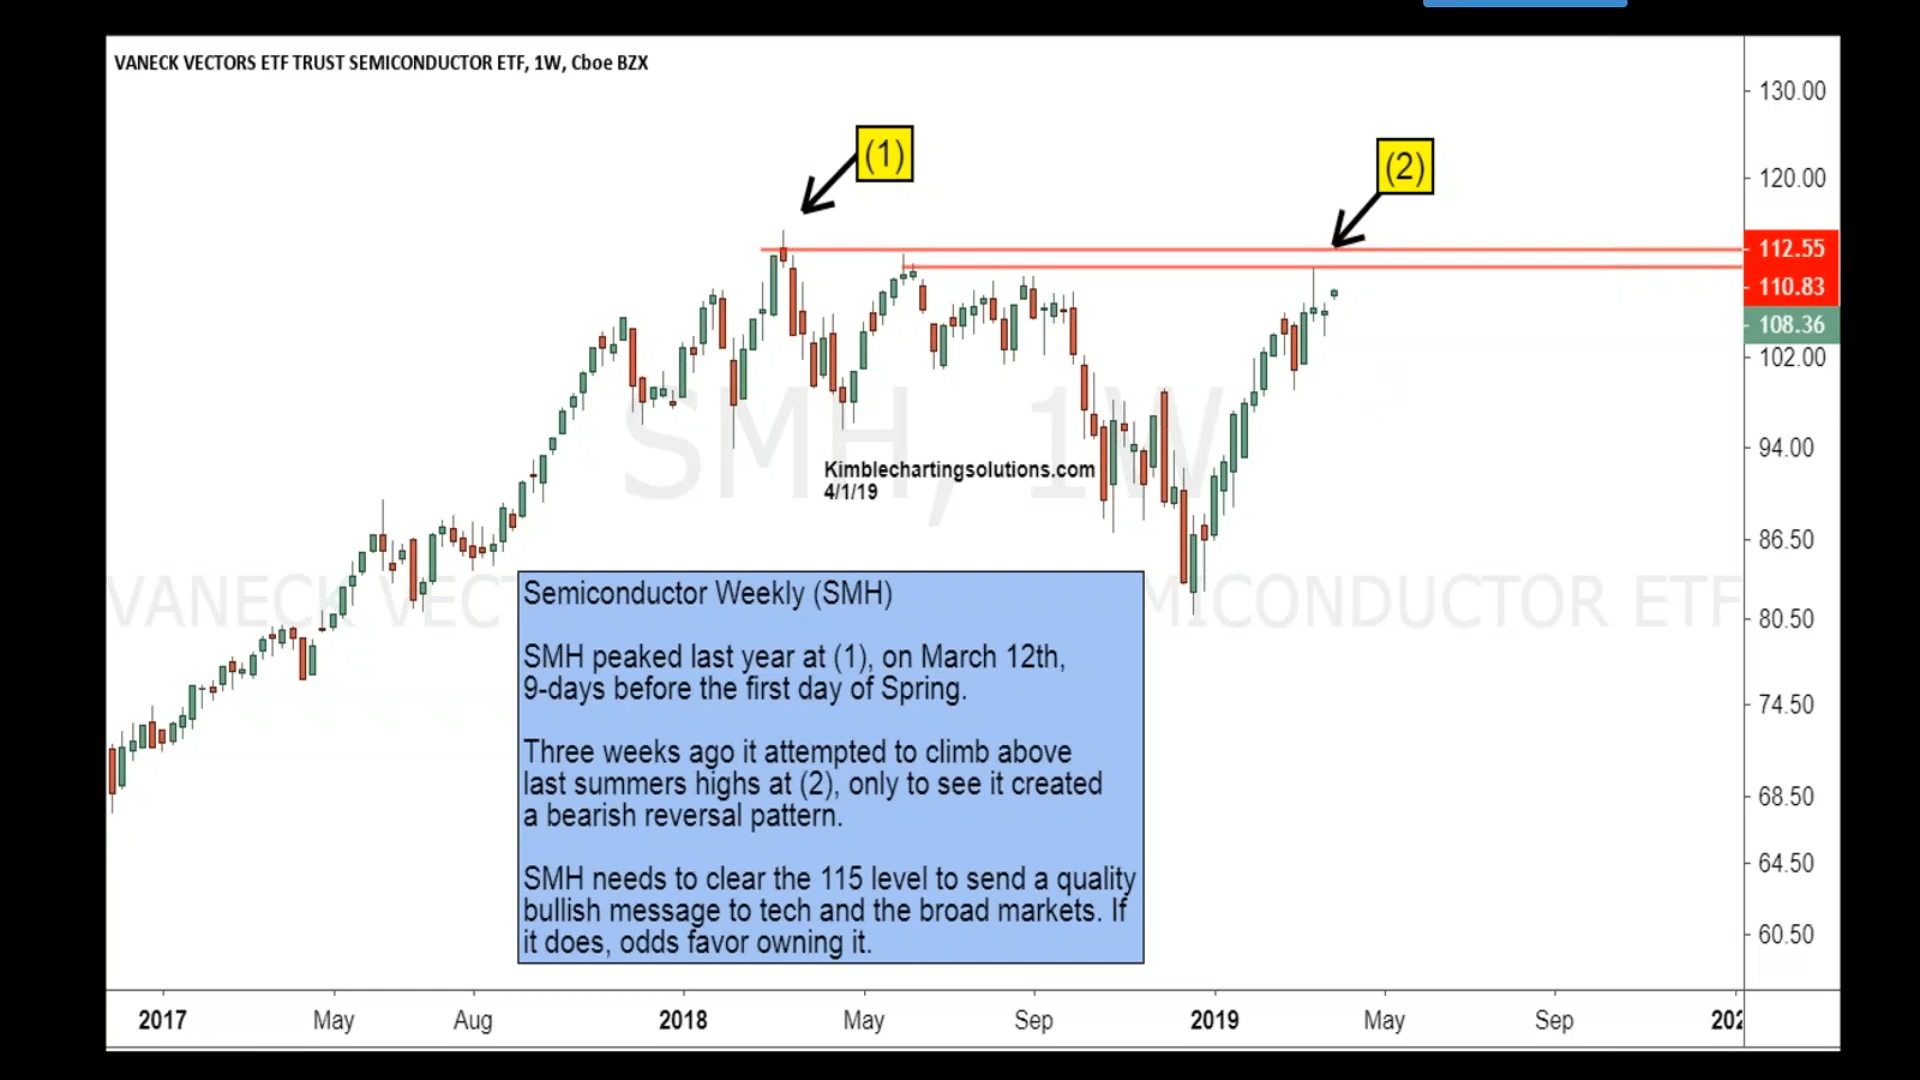 VANECK VECTORS ETF TRUST SEMICONDUCTOR ETF, 1W, Cboe BZX
130.00
(1)
(2)
120.00
112.55
110.83
108.36
102.00
SMH, 1W
94.00
Kimblechartingsolutions.com
4/1/19
86.50
VANECK VECT
MICONDUCTOR ETF
80.50
Semiconductor Weekly (SMH)
SMH peaked last year at (1), on March 12th,
9-days before the first day of Spring.
74.50
Three weeks ago it attempted to climb above
last summers highs at (2), only to see it created
a bearish reversal pattern.
68.50
SMH needs to clear the 115 level to send a quality
bullish message to tech and the broad markets. If
it does, odds favor owning it.
64.50
60.50
2017 May Aug 2018 May Sep 2019 May Sep 202